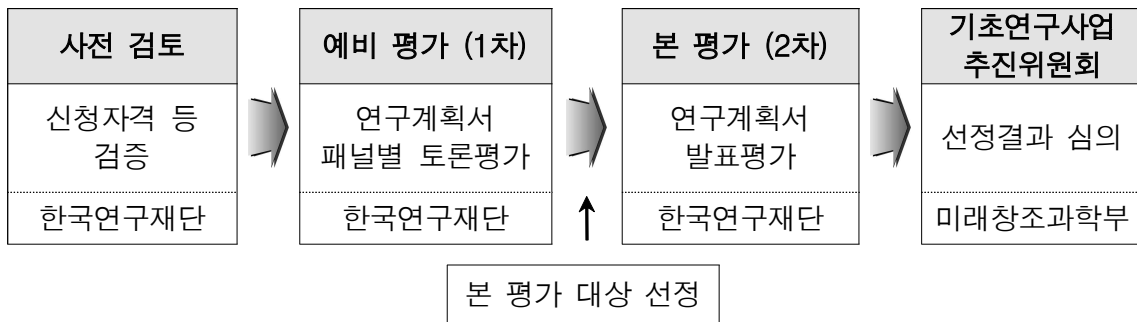 사전 검토
신청자격 등
검증
한국연구재단
예비 평가 (1차)
연구계획서
패널별 토론평가
한국연구재단
본 평가 (2차)
연구계획서
발표평가
한국연구재단
기초연구사업
추진위원회
선정결과 심의
미래창조과학부
본 평가 대상 선정